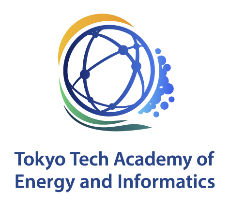 Tokyo Tech Academy of
Energy and Informatics